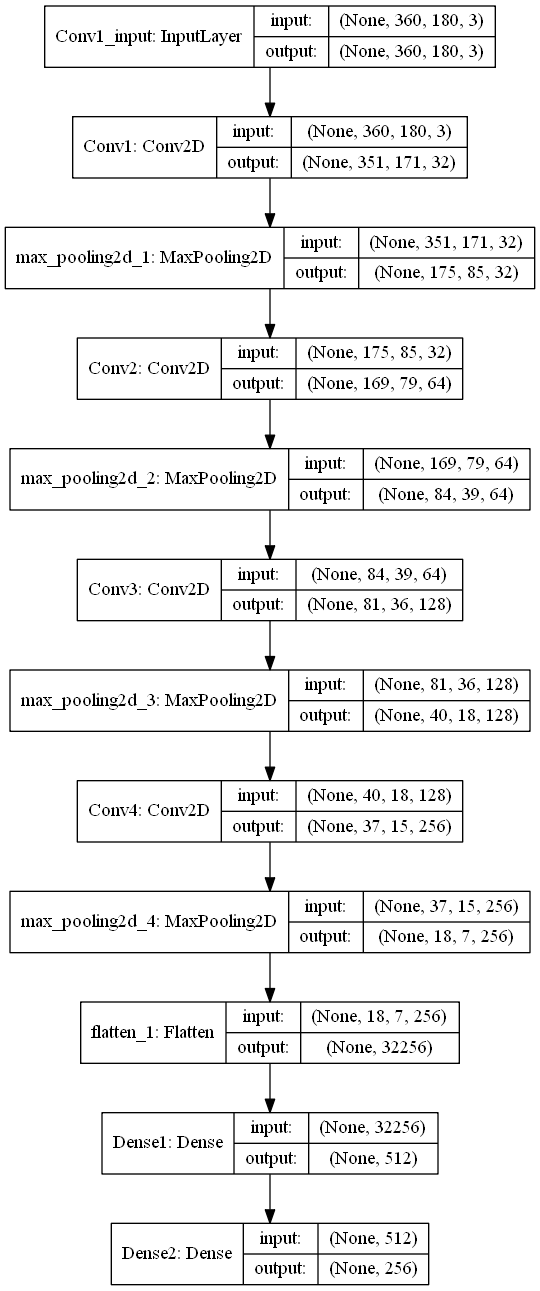 Conv1_input: InputLayer input: (None, 360, 180, 3)
output: (None, 360, 180, 3)
Conv1: Conv2D input: (None, 360, 180, 3)
output: (None, 351, 171, 32)
max_pooling2d_1: MaxPooling2D input: (None, 351, 171, 32)
output: (None, 175, 85, 32)
Conv2: Conv2D input: (None, 175, 85, 32)
output: (None, 169, 79, 64)
max_pooling2d_2: MaxPooling2D input: (None, 169, 79, 64)
output: (None, 84, 39, 64)
Conv3: Conv2D input: (None, 84, 39, 64)
output: (None, 81, 36, 128)
max_pooling2d_3: MaxPooling2D input: (None, 81, 36, 128)
output: (None, 40, 18, 128)
Conv4: Conv2D input: (None, 40, 18, 128)
output: (None, 37, 15, 256)
max_pooling2d_4: MaxPooling2D input: (None, 37, 15, 256)
output: (None, 18, 7, 256)
flatten_1: Flatten input: (None, 18, 7, 256)
output: (None, 32256)
Dense1: Dense input: (None, 32256)
output: (None, 512)
Dense2: Dense input: (None, 512)
output: (None, 256)